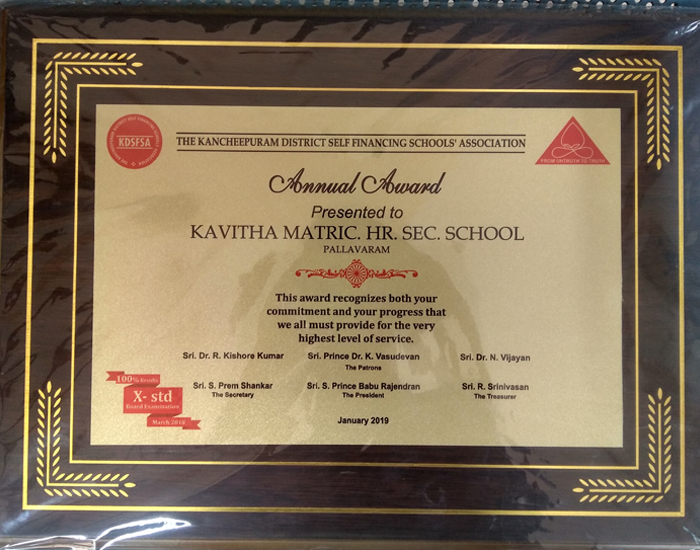 KDSFSA
THE KANCHEEPURAM DISTRICT SELF FINANCING SCHOOLS' ASSOCIATION
FROM UNTRUTH TO TRUTH
Annual Award
Presented to
KAVITHA MATRIC. HR. SEC. SCHOOL
PALLAVARAM
This award recognizes both your
commitment and your progress that
we all must provide for the very
highest level of service.
Sri. Dr. R. Kishore Kumar Sri. Prince Dr. K. Vasudevan Sri. Dr. N. Vijayan
The Patrons
Sri. S. Prem Shankar Sri. S. Prince Babu Rajendran Sri. R. Srinivasan
The Secretary The President The Treasurer
100% Results
X- std
Board Examination
March 2018
January 2019